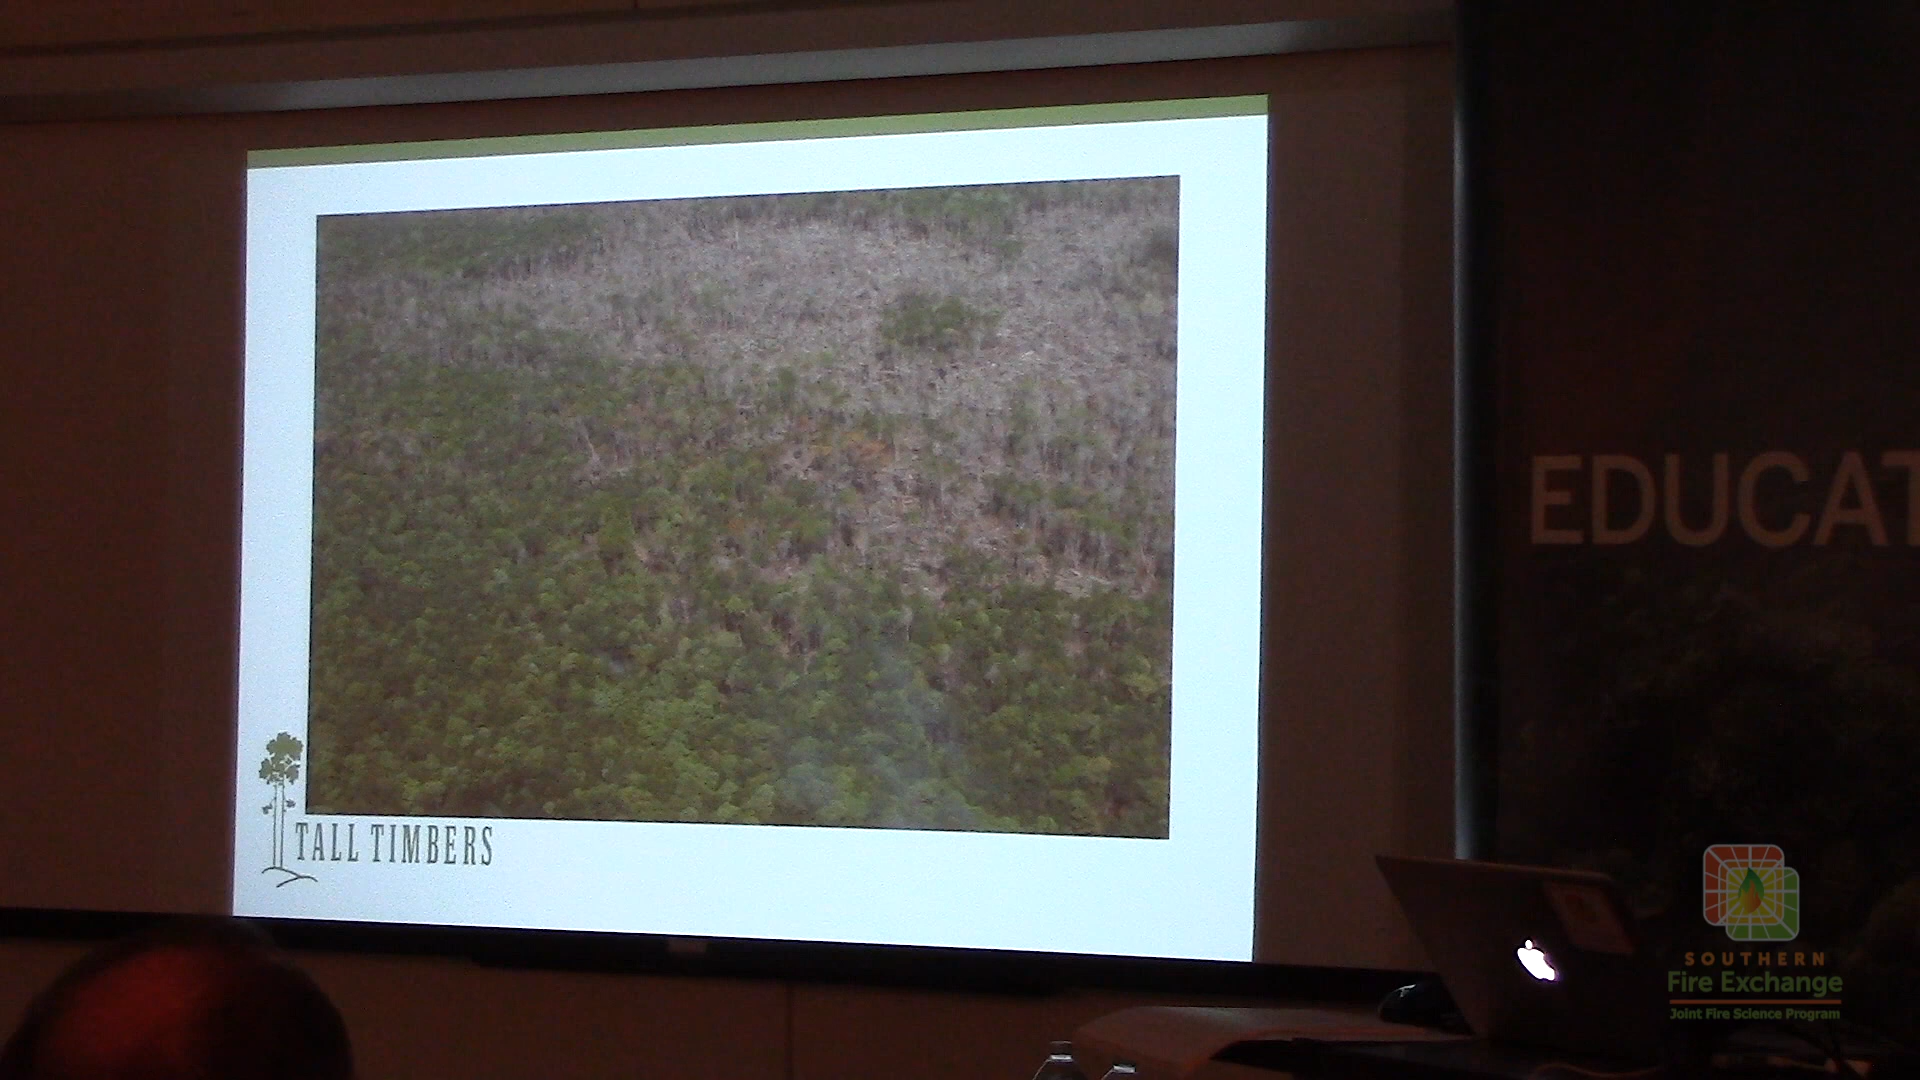 TALL TIMBERS
EDUCAT
SOUTHERN
Fire Exchange
Joint Fire Science Program